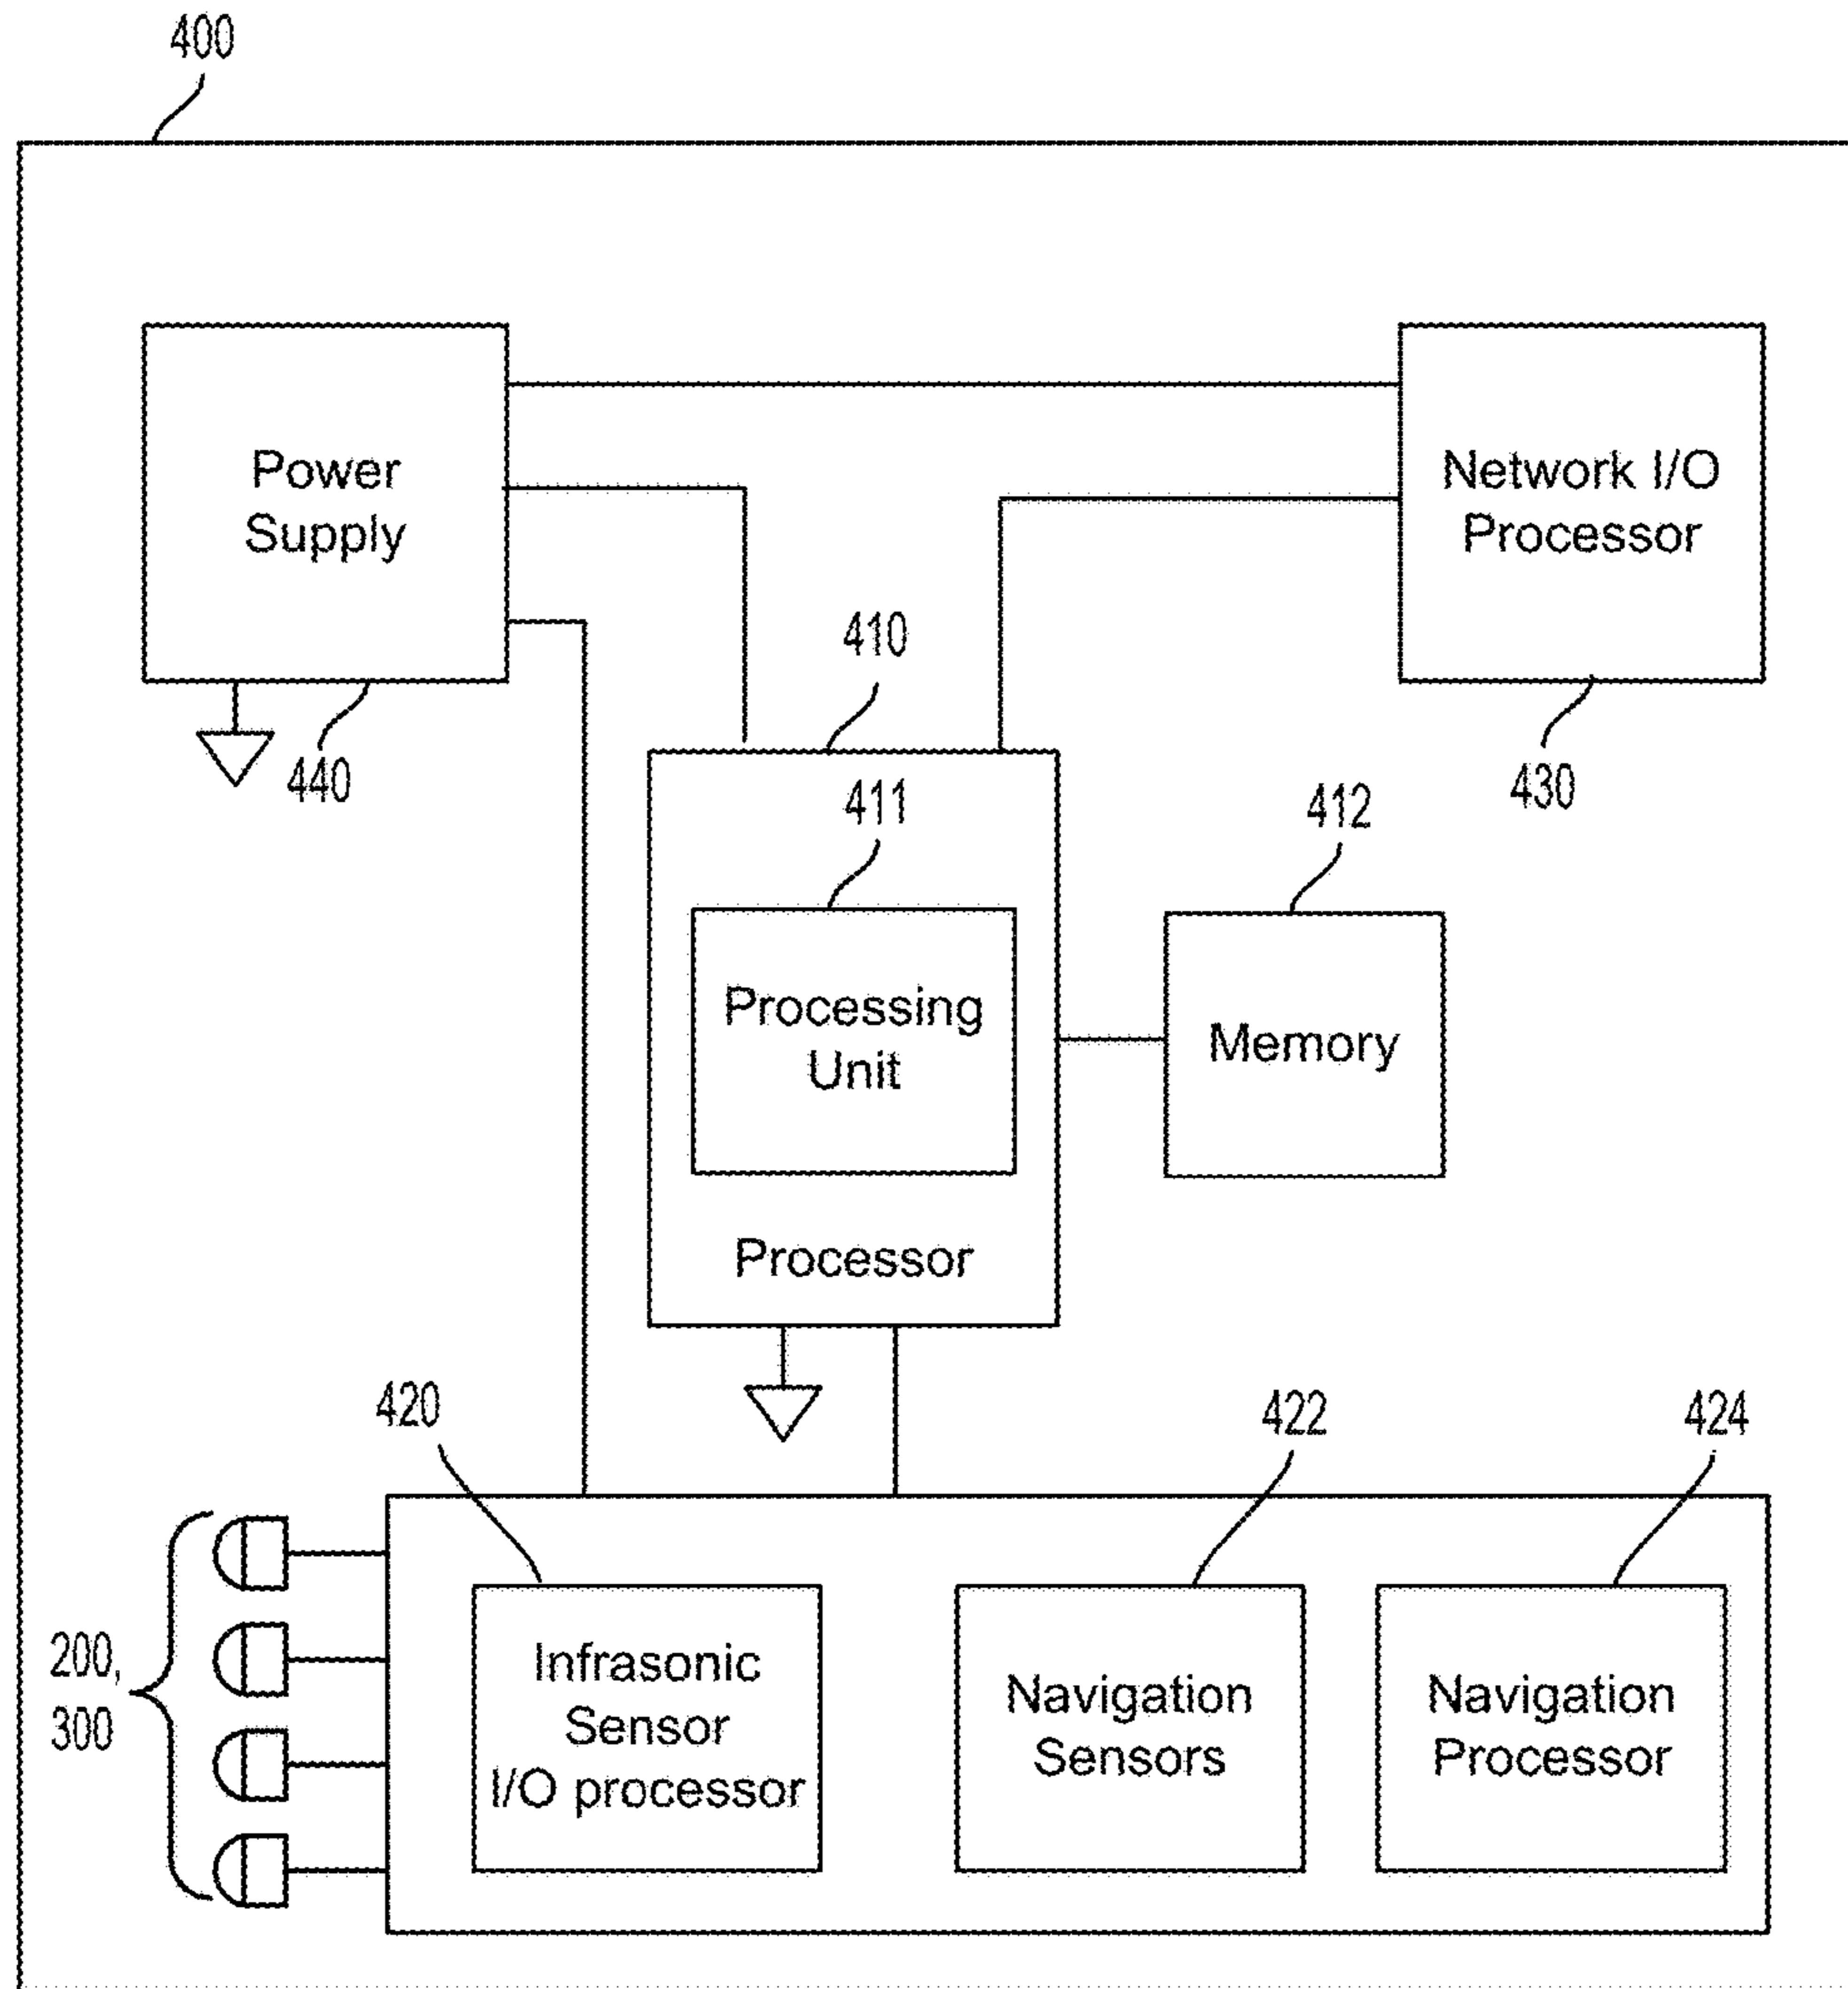 400
Power
Supply
Network I/O
Processor
440
410
430
411
412
Processing
Unit
Memory
Processor
420
422
424
200,
300
Infrasonic
Sensor
I/O processor
Navigation
Sensors
Navigation
Processor